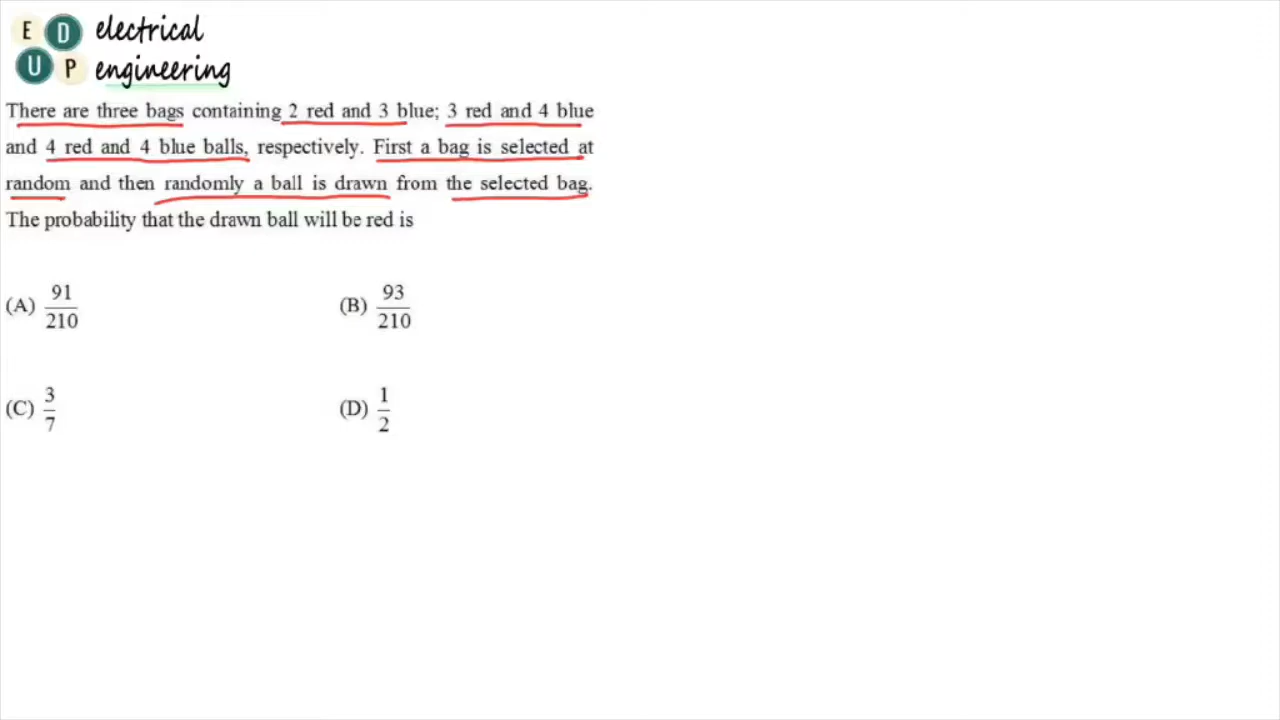 E D electrical
U P engineering
There are three bags containing 2 red and 3 blue; 3 red and 4 blue
and 4 red and 4 blue balls, respectively. First a bag is selected at
random and then randomly a ball is drawn from the selected bag.
The probability that the drawn ball will be red is
(A) 91/210 (B) 93/210
(C) 3/7 (D) 1/2